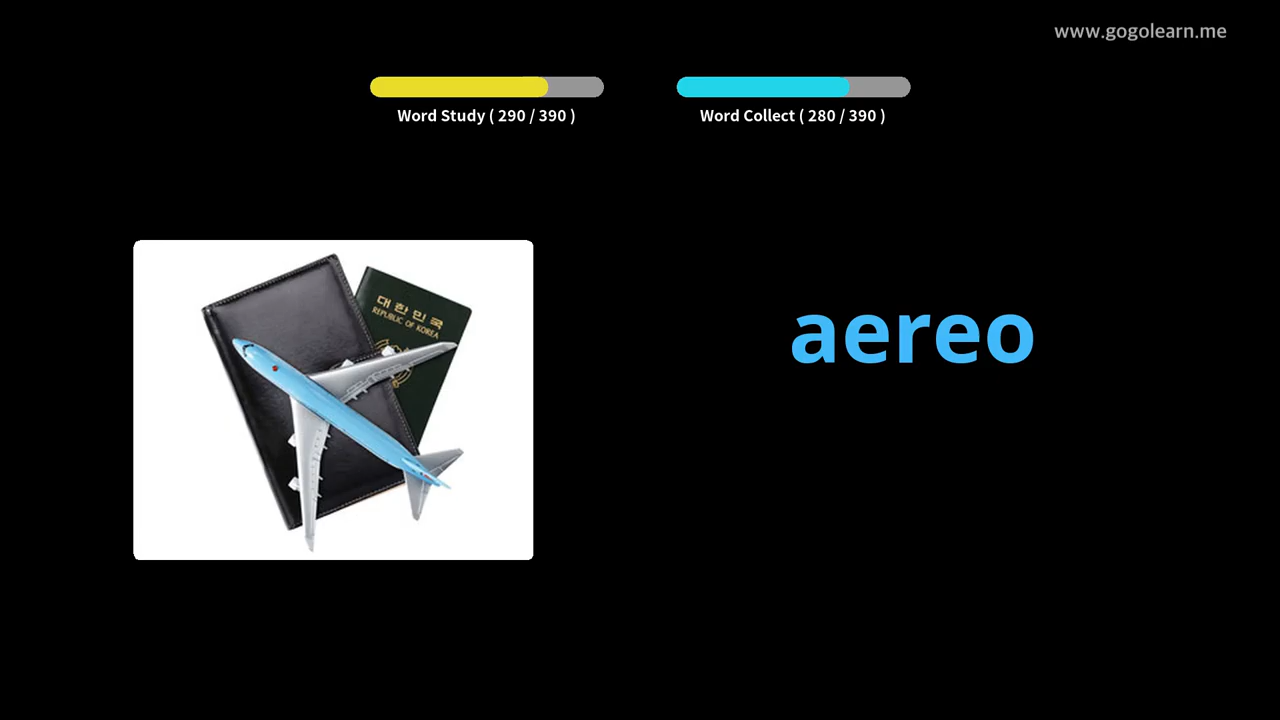 www.gogolearn.me
Word Study ( 290 / 390 )
Word Collect ( 280 / 390 )
대한민국
REPUBLIC OF KOREA
aereo